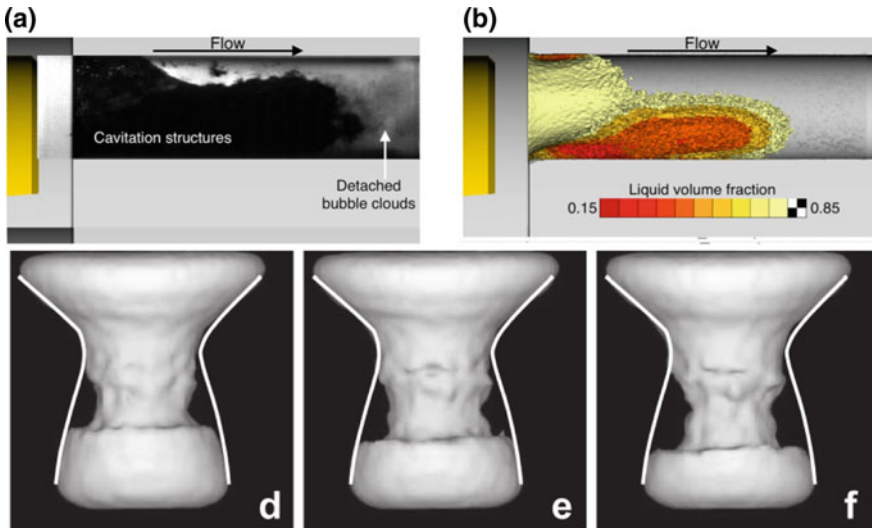 (a)
Flow
Cavitation structures
Detached
bubble clouds
(b)
Flow
Liquid volume fraction
0.15
0.85
d
e
f